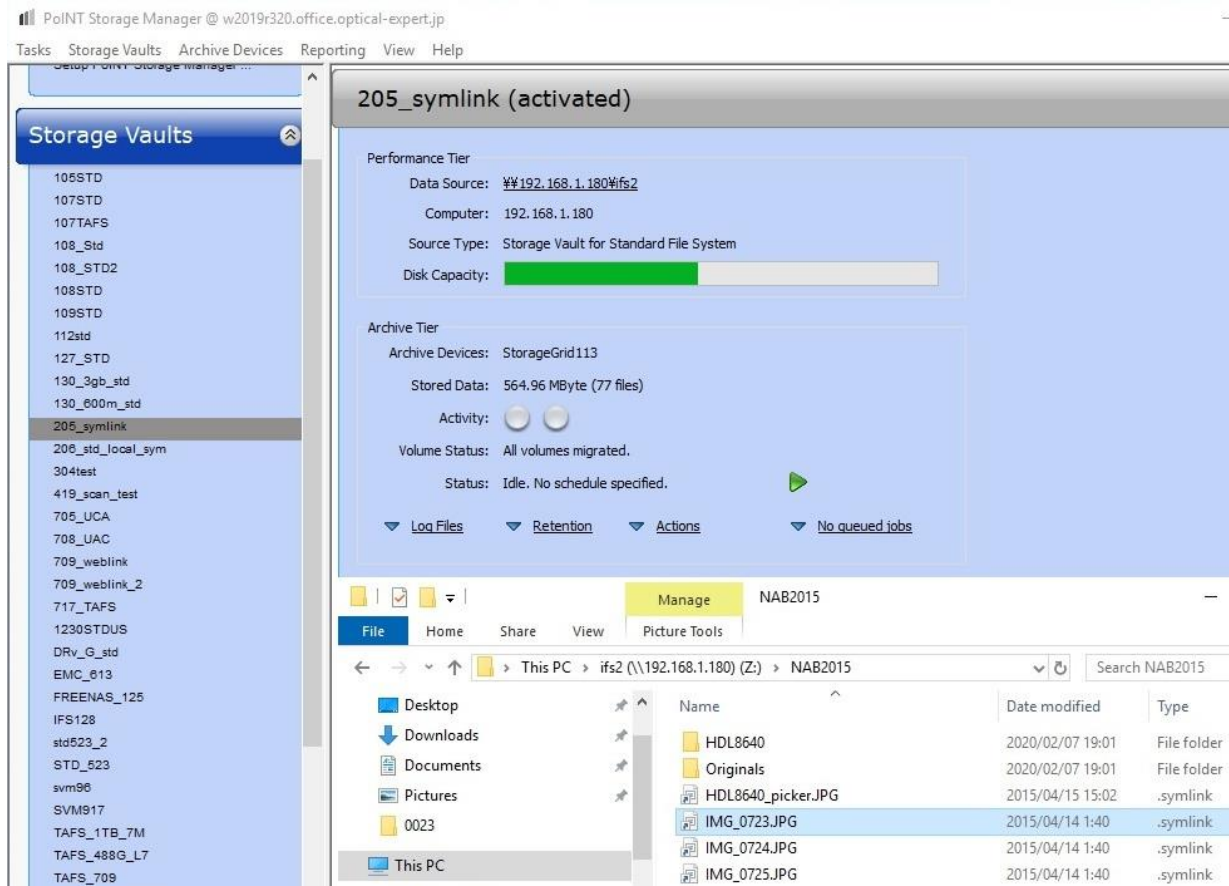 PoINT Storage Manager @ w2019r320.office.optical-expert.jp
Tasks Storage Vaults Archive Devices Reporting View Help
Setup PoINT Storage Manager ...
Storage Vaults
105STD
107STD
107TAFS
108_Std
108_STD2
108STD
109STD
112std
127_STD
130_3gb_std
130_600m_std
205_symlink
206_std_local_sym
304test
419_scan_test
705_UCA
708_UAC
709_weblink
709_weblink_2
717_TAFS
1230STDUS
DRv_G_std
EMC_613
FREENAS_125
IFS128
std523_2
STD_523
svm96
SVM917
TAFS_1TB_7M
TAFS_488G_L7
TAFS_709
205_symlink (activated)
Performance Tier
Data Source: ¥¥192.168.1.180¥ifs2
Computer: 192.168.1.180
Source Type: Storage Vault for Standard File System
Disk Capacity:
Archive Tier
Archive Devices: StorageGrid113
Stored Data: 564.96 MByte (77 files)
Activity:
Volume Status: All volumes migrated.
Status: Idle. No schedule specified.
Log Files Retention Actions No queued jobs
Manage NAB2015
File Home Share View Picture Tools
This PC > ifs2 (\\192.168.1.180) (Z:) > NAB2015 Search NAB2015
Desktop
Downloads
Documents
Pictures
0023
This PC
Name Date modified Type
HDL8640 2020/02/07 19:01 File folder
Originals 2020/02/07 19:01 File folder
HDL8640_picker.JPG 2015/04/15 15:02 .symlink
IMG_0723.JPG 2015/04/14 1:40 .symlink
IMG_0724.JPG 2015/04/14 1:40 .symlink
IMG_0725.JPG 2015/04/14 1:40 .symlink